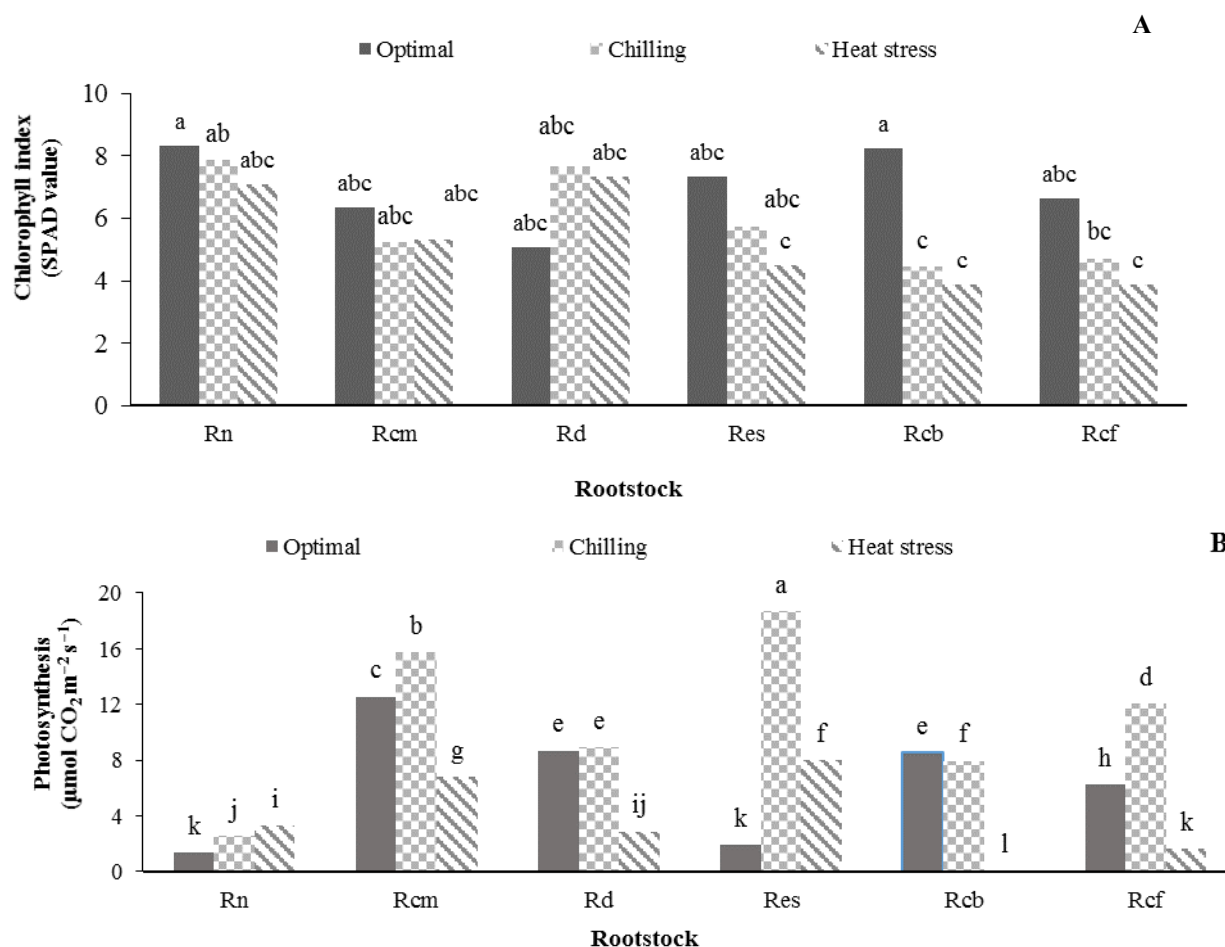 A
Optimal Chilling Heat stress
Chlorophyll index
(SPAD value)
10
8
6
4
2
0
a ab abc
abc abc abc
abc abc abc
abc abc c
a c c
abc bc c
Rn Rcm Rd Res Rcb Rcf
Rootstock
B
Optimal Chilling Heat stress
Photosynthesis
(µmol CO₂ m⁻² s⁻¹)
20
16
12
8
4
0
k j i
c b g
e e ij
k a f
e f l
h d k
Rn Rcm Rd Res Rcb Rcf
Rootstock